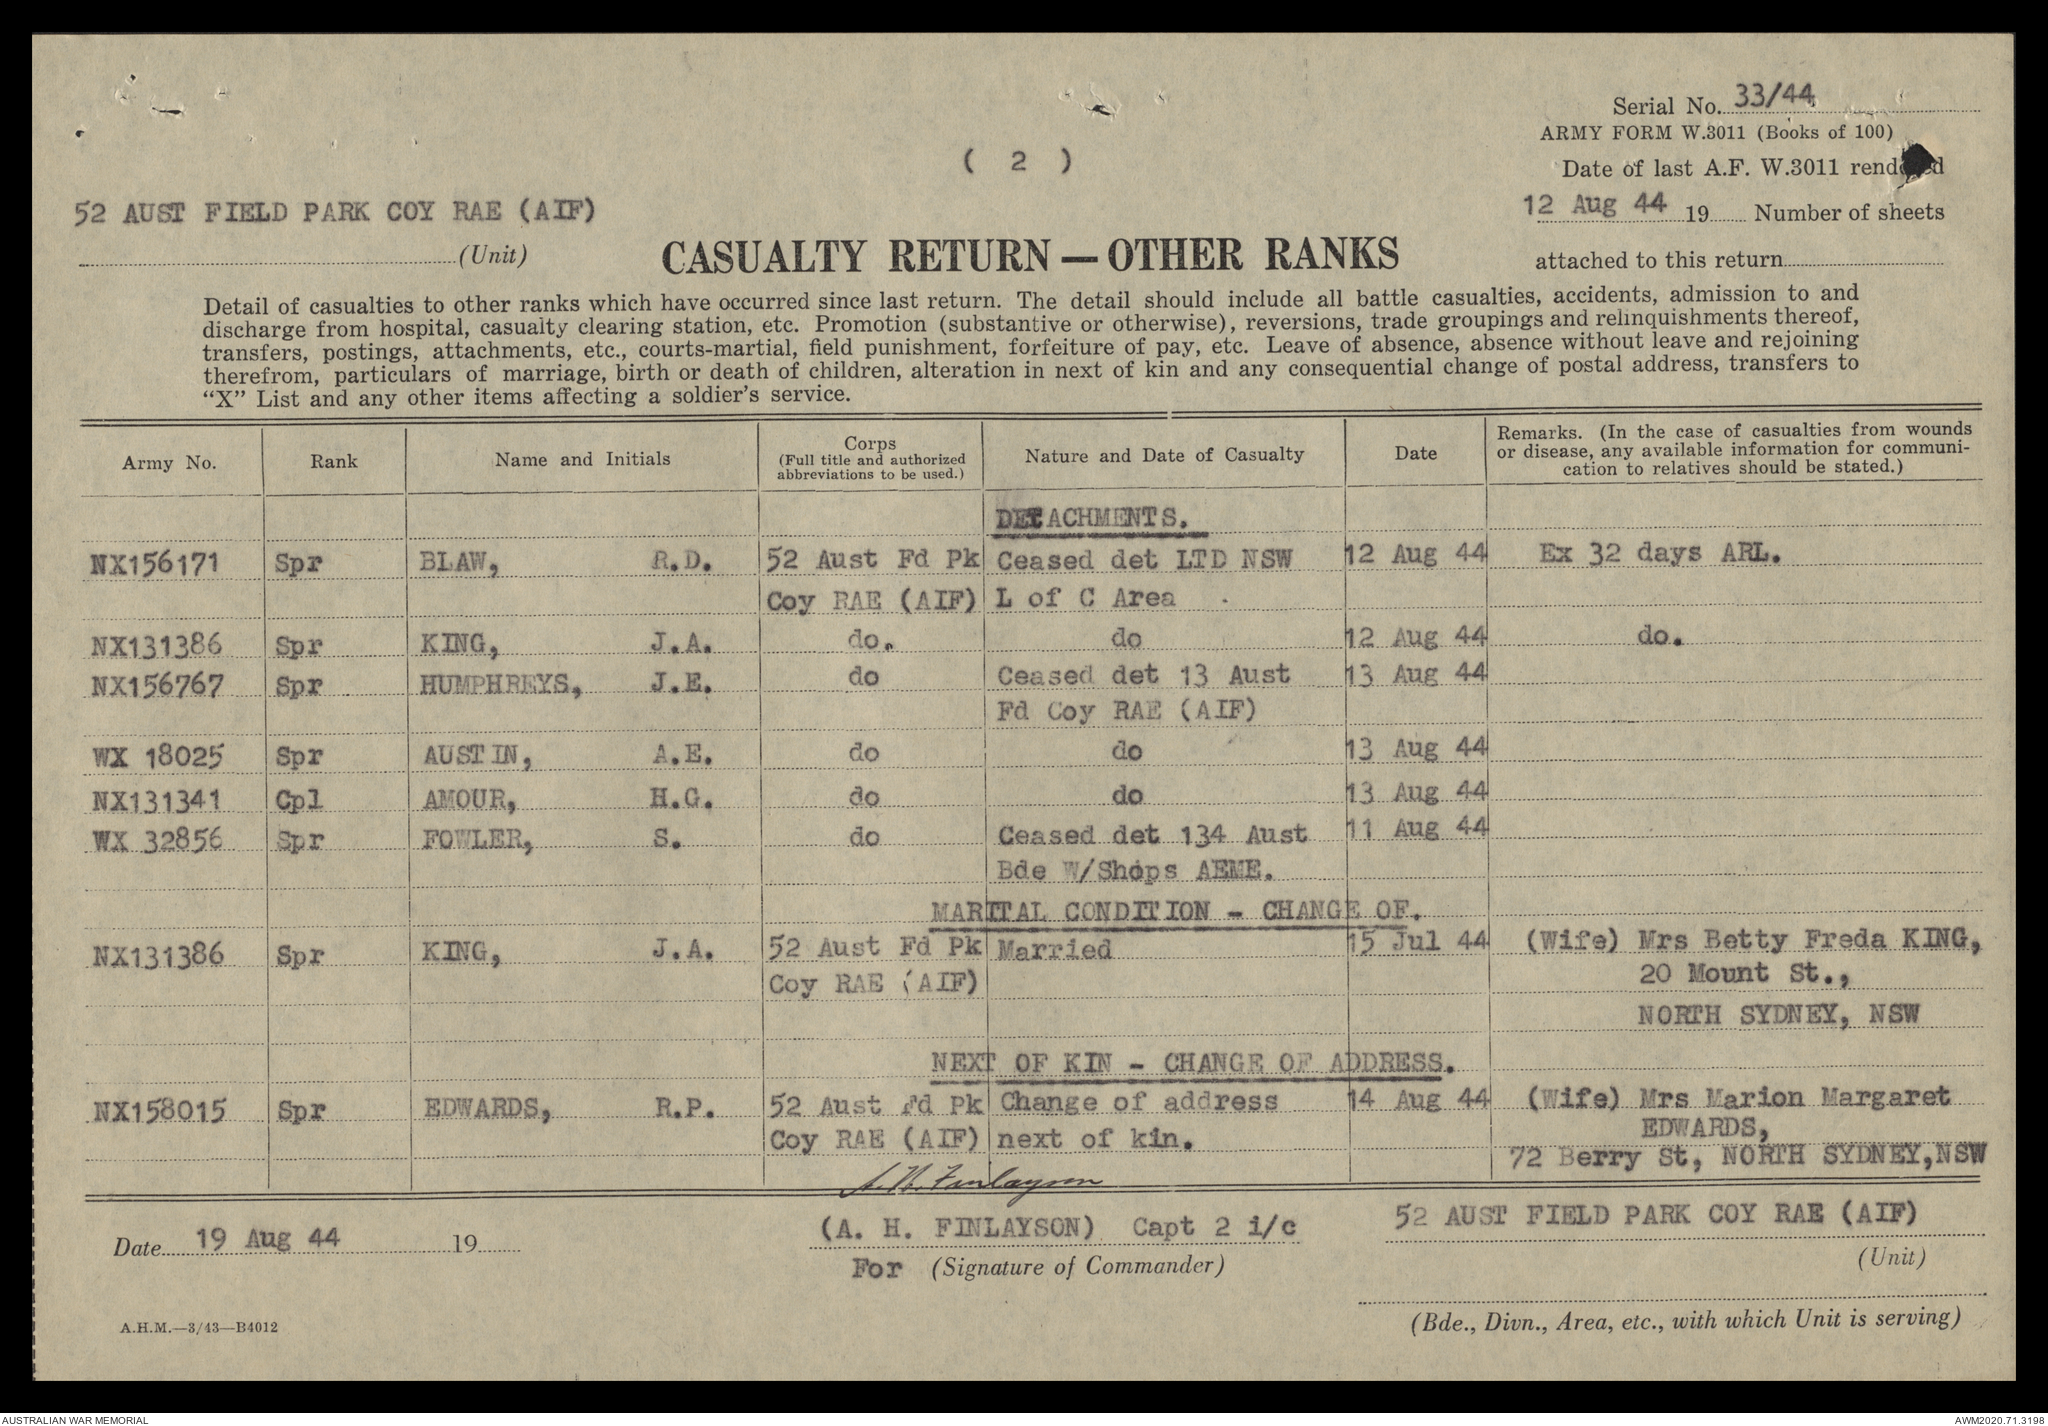 Serial No. 33/44
ARMY FORM W.3011 (Books of 100)
( 2 )
Date of last A.F. W.3011 rendered
52 AUST FIELD PARK COY RAE (AIF)
12 Aug 44 19 Number of sheets
(Unit)
CASUALTY RETURN — OTHER RANKS
attached to this return
Detail of casualties to other ranks which have occurred since last return. The detail should include all battle casualties, accidents, admission to and
discharge from hospital, casualty clearing station, etc. Promotion (substantive or otherwise), reversions, trade groupings and relinquishments thereof,
transfers, postings, attachments, etc., courts-martial, field punishment, forfeiture of pay, etc. Leave of absence, absence without leave and rejoining
therefrom, particulars of marriage, birth or death of children, alteration in next of kin and any consequential change of postal address, transfers to
“X” List and any other items affecting a soldier’s service.
Army No. Rank Name and Initials Corps (Full title and authorized abbreviations to be used.) Nature and Date of Casualty Date Remarks. (In the case of casualties from wounds or disease, any available information for communi-cation to relatives should be stated.)
DETACHMENTS.
NX156171 Spr BLAW, R.D. 52 Aust Fd Pk Ceased det LTD NSW 12 Aug 44 Ex 32 days ARL.
Coy RAE (AIF) L of C Area
NX131386 Spr KING, J.A. do. do 12 Aug 44 do.
NX156767 Spr HUMPHREYS, J.E. do Ceased det 13 Aust 13 Aug 44
Fd Coy RAE (AIF)
WX 18025 Spr AUSTIN, A.E. do do 13 Aug 44
NX131341 Cpl AMOUR, H.G. do do 13 Aug 44
WX 32856 Spr FOWLER, S. do Ceased det 134 Aust 11 Aug 44
Bde W/Shops AEME.
MARITAL CONDITION - CHANGE OF.
NX131386 Spr KING, J.A. 52 Aust Fd Pk Married 15 Jul 44 (Wife) Mrs Betty Freda KING,
Coy RAE (AIF) 20 Mount St.,
NORTH SYDNEY, NSW
NEXT OF KIN - CHANGE OF ADDRESS.
NX158015 Spr EDWARDS, R.P. 52 Aust Fd Pk Change of address 14 Aug 44 (Wife) Mrs Marion Margaret
Coy RAE (AIF) next of kin. EDWARDS,
72 Berry St, NORTH SYDNEY,NSW
A.H. Finlayson
Date 19 Aug 44 19 (A. H. FINLAYSON) Capt 2 i/c 52 AUST FIELD PARK COY RAE (AIF)
For (Signature of Commander) (Unit)
A.H.M.—3/43—B4012
(Bde., Divn., Area, etc., with which Unit is serving)
AUSTRALIAN WAR MEMORIAL AWM2020.71.3198